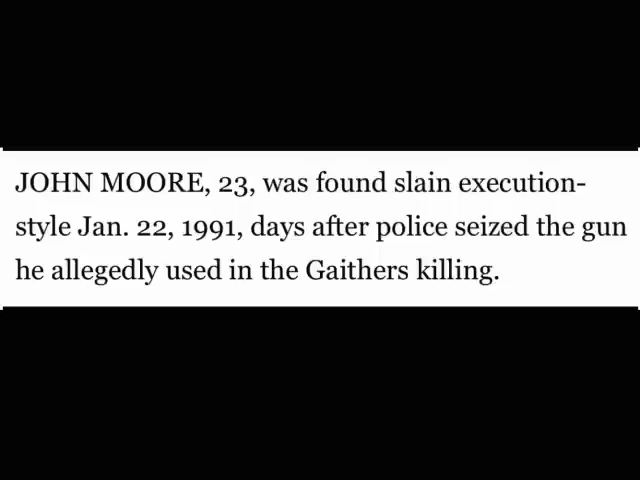 JOHN MOORE, 23, was found slain execution-
style Jan. 22, 1991, days after police seized the gun
he allegedly used in the Gaithers killing.